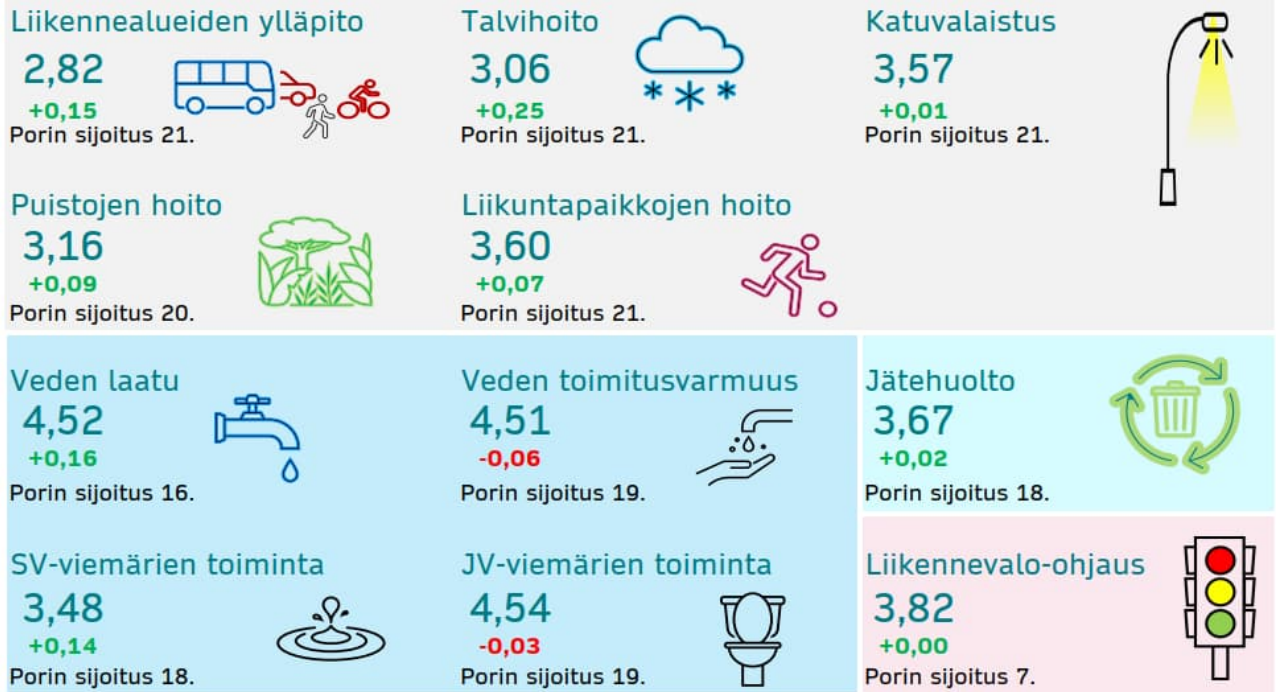 Liikennealueiden ylläpito
2,82
+0,15
Porin sijoitus 21.
Talvihoito
3,06
+0,25
Porin sijoitus 21.
Katuvalaistus
3,57
+0,01
Porin sijoitus 21.
Puistojen hoito
3,16
+0,09
Porin sijoitus 20.
Liikuntapaikkojen hoito
3,60
+0,07
Porin sijoitus 21.
Veden laatu
4,52
+0,16
Porin sijoitus 16.
Veden toimitusvarmuus
4,51
-0,06
Porin sijoitus 19.
Jätehuolto
3,67
+0,02
Porin sijoitus 18.
SV-viemärien toiminta
3,48
+0,14
Porin sijoitus 18.
JV-viemärien toiminta
4,54
-0,03
Porin sijoitus 19.
Liikennevalo-ohjaus
3,82
+0,00
Porin sijoitus 7.